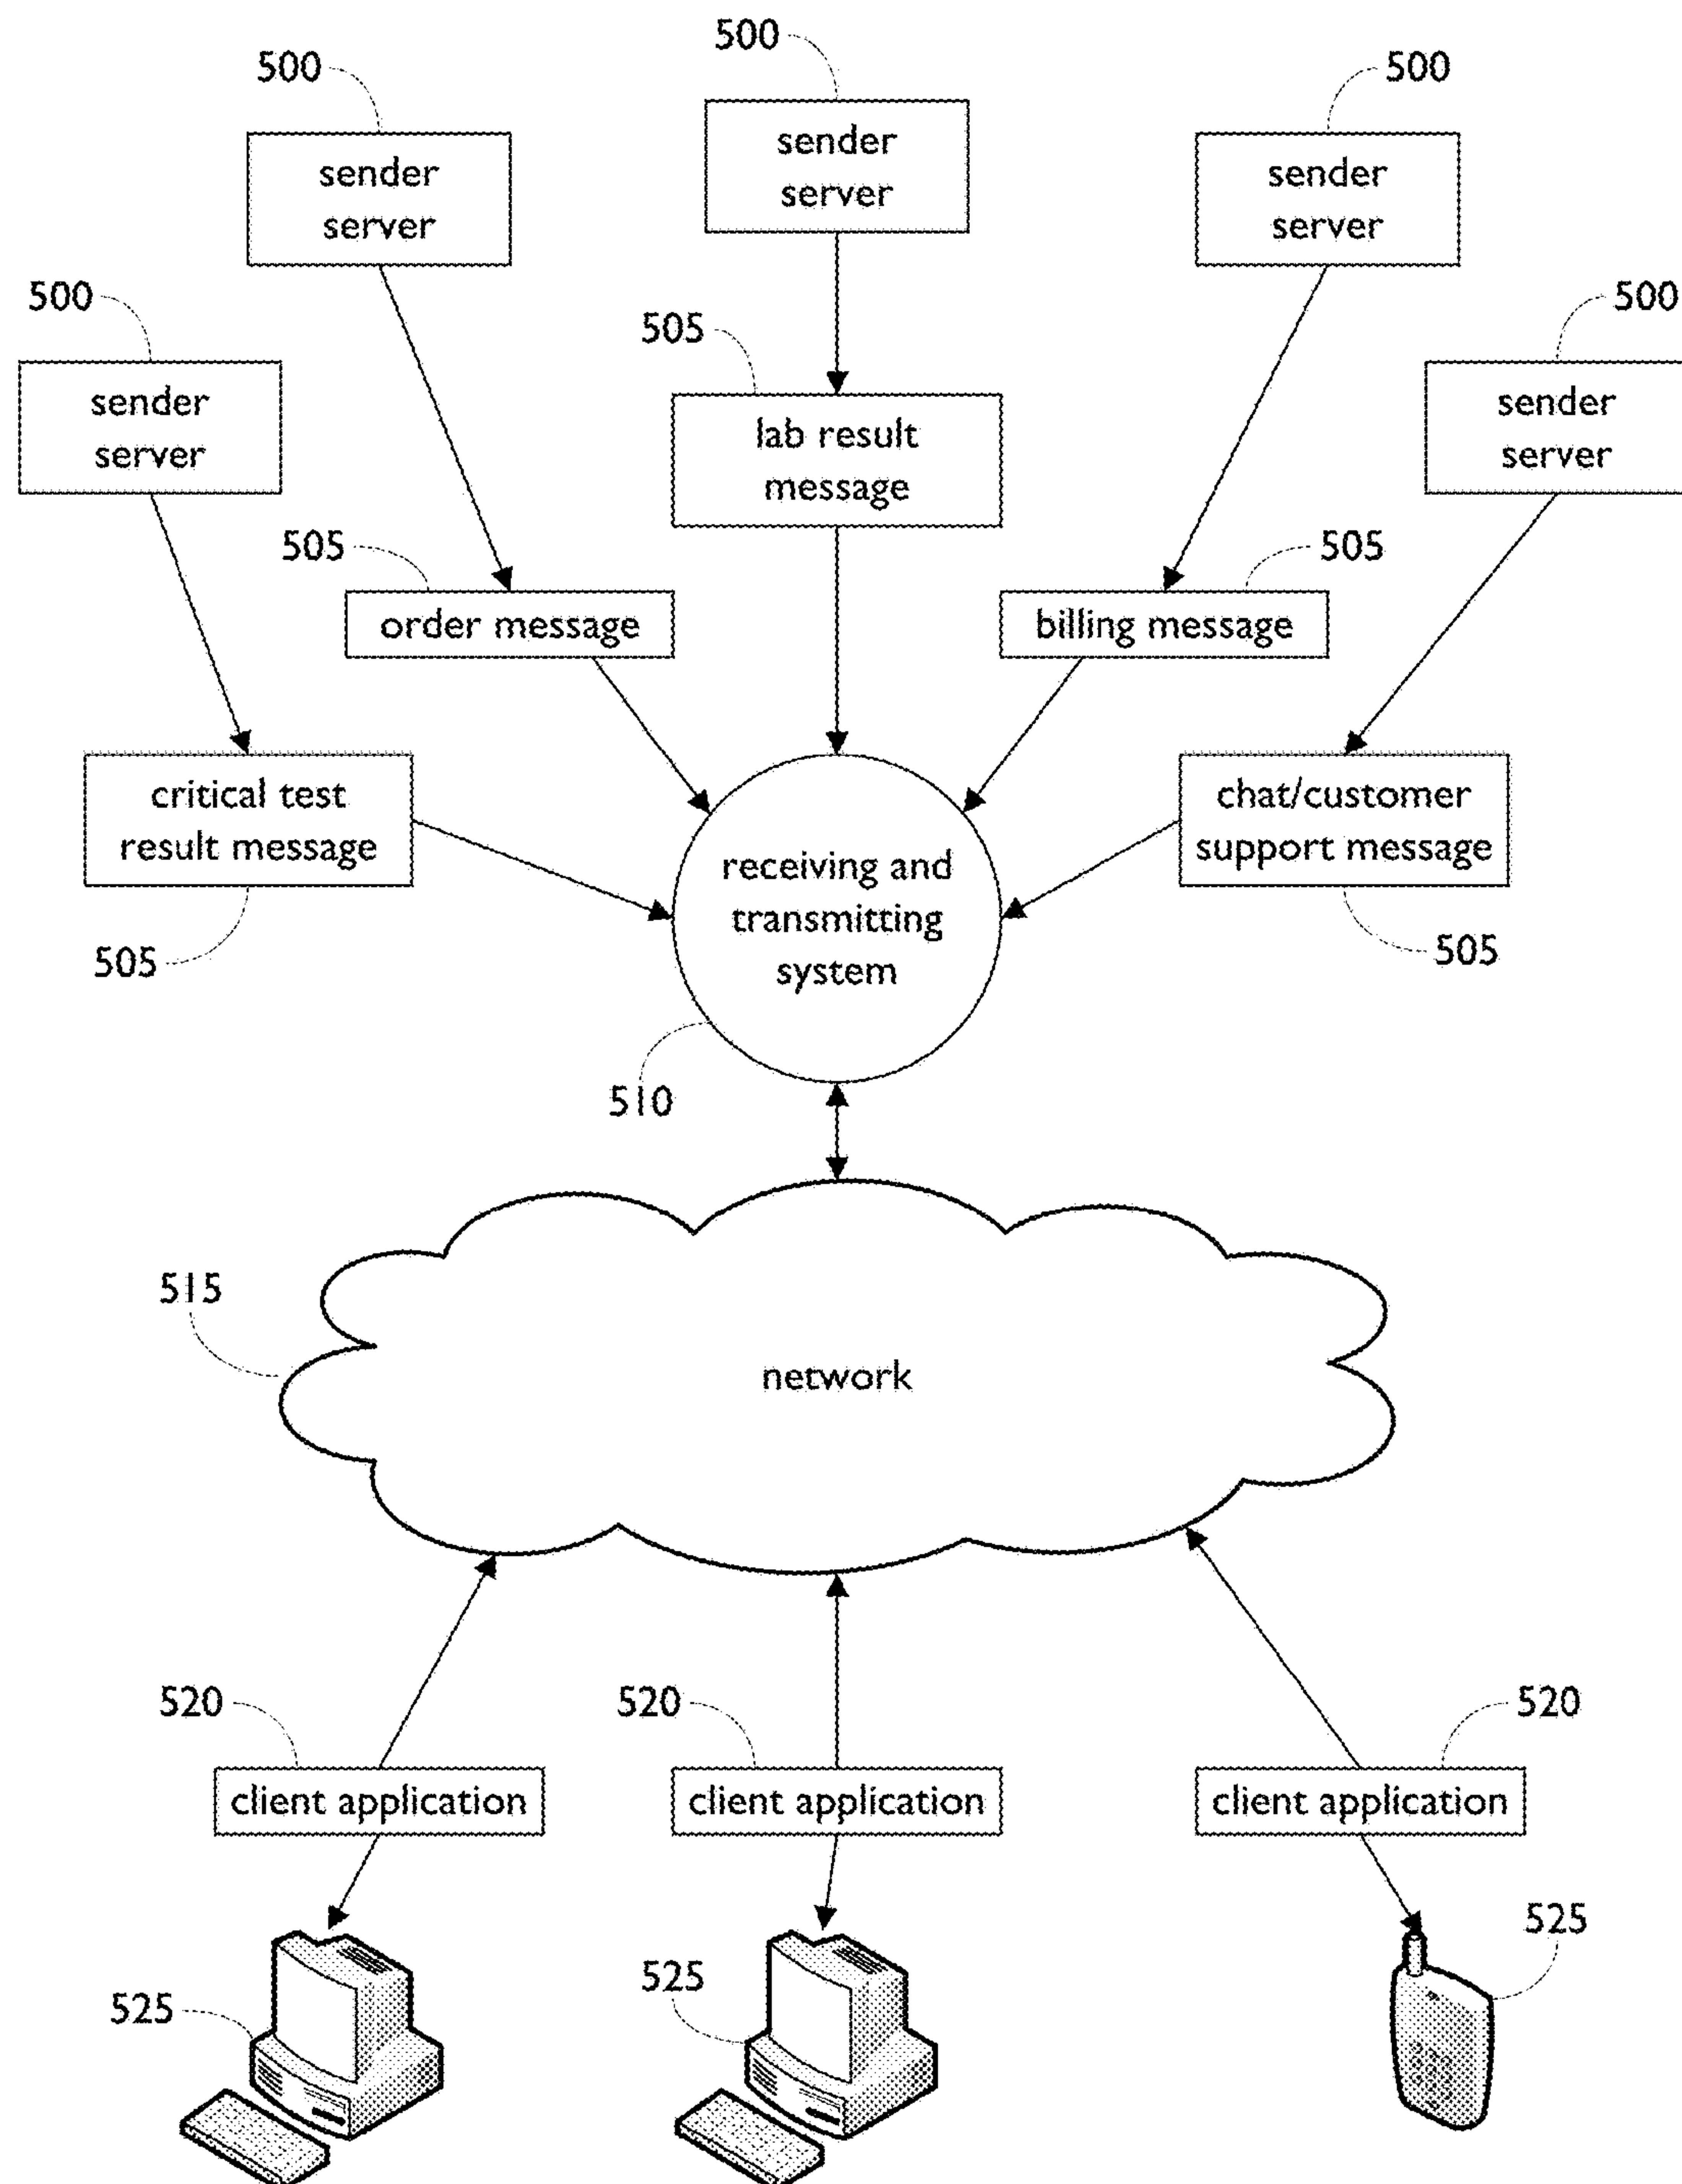 500
500
500
sender
server
sender
server
sender
server
500
500
505
sender
server
lab result
message
sender
server
505
505
order message
billing message
critical test
result message
chat/customer
support message
receiving and
transmitting
system
505
505
510
515
network
520
520
520
client application
client application
client application
525
525
525